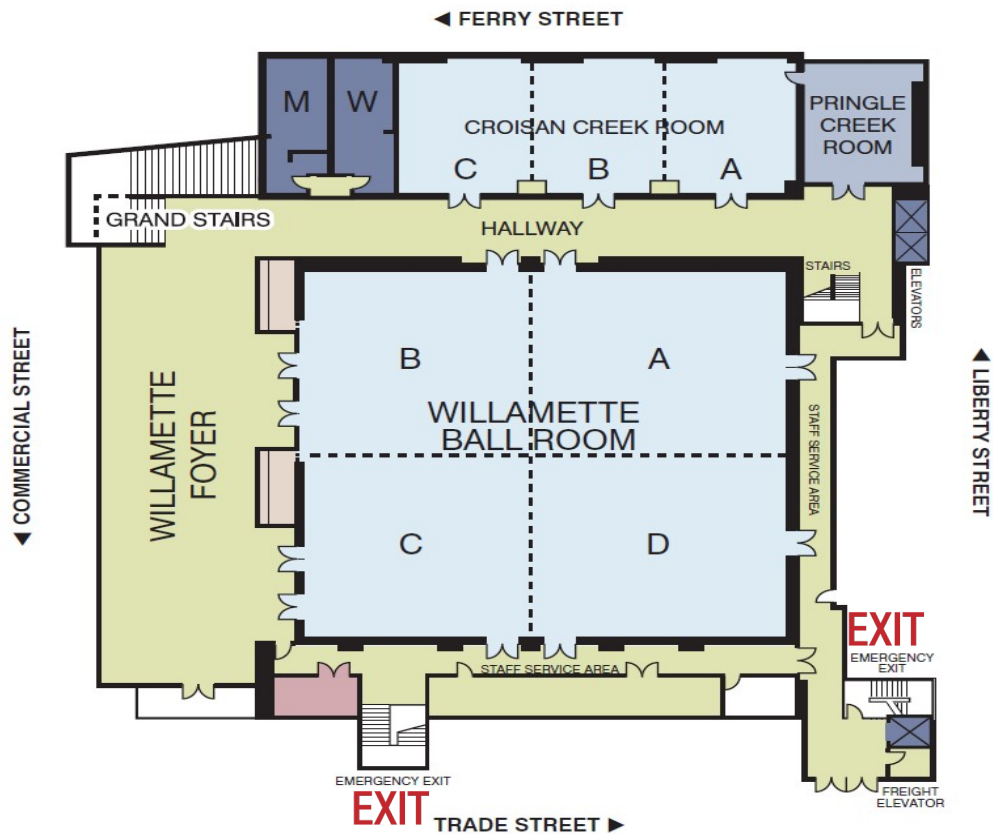 ◀ FERRY STREET
M
W
CROISAN CREEK ROOM
C
B
A
PRINGLE
CREEK
ROOM
GRAND STAIRS
HALLWAY
STAIRS
ELEVATORS
◀ COMMERCIAL STREET
WILLAMETTE
FOYER
B
A
WILLAMETTE
BALL ROOM
C
D
STAFF SERVICE AREA
◀ LIBERTY STREET
STAFF SERVICE AREA
EXIT
EMERGENCY
EXIT
EMERGENCY EXIT
EXIT
FREIGHT
ELEVATOR
TRADE STREET ▶